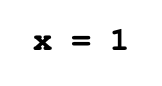 x = 1